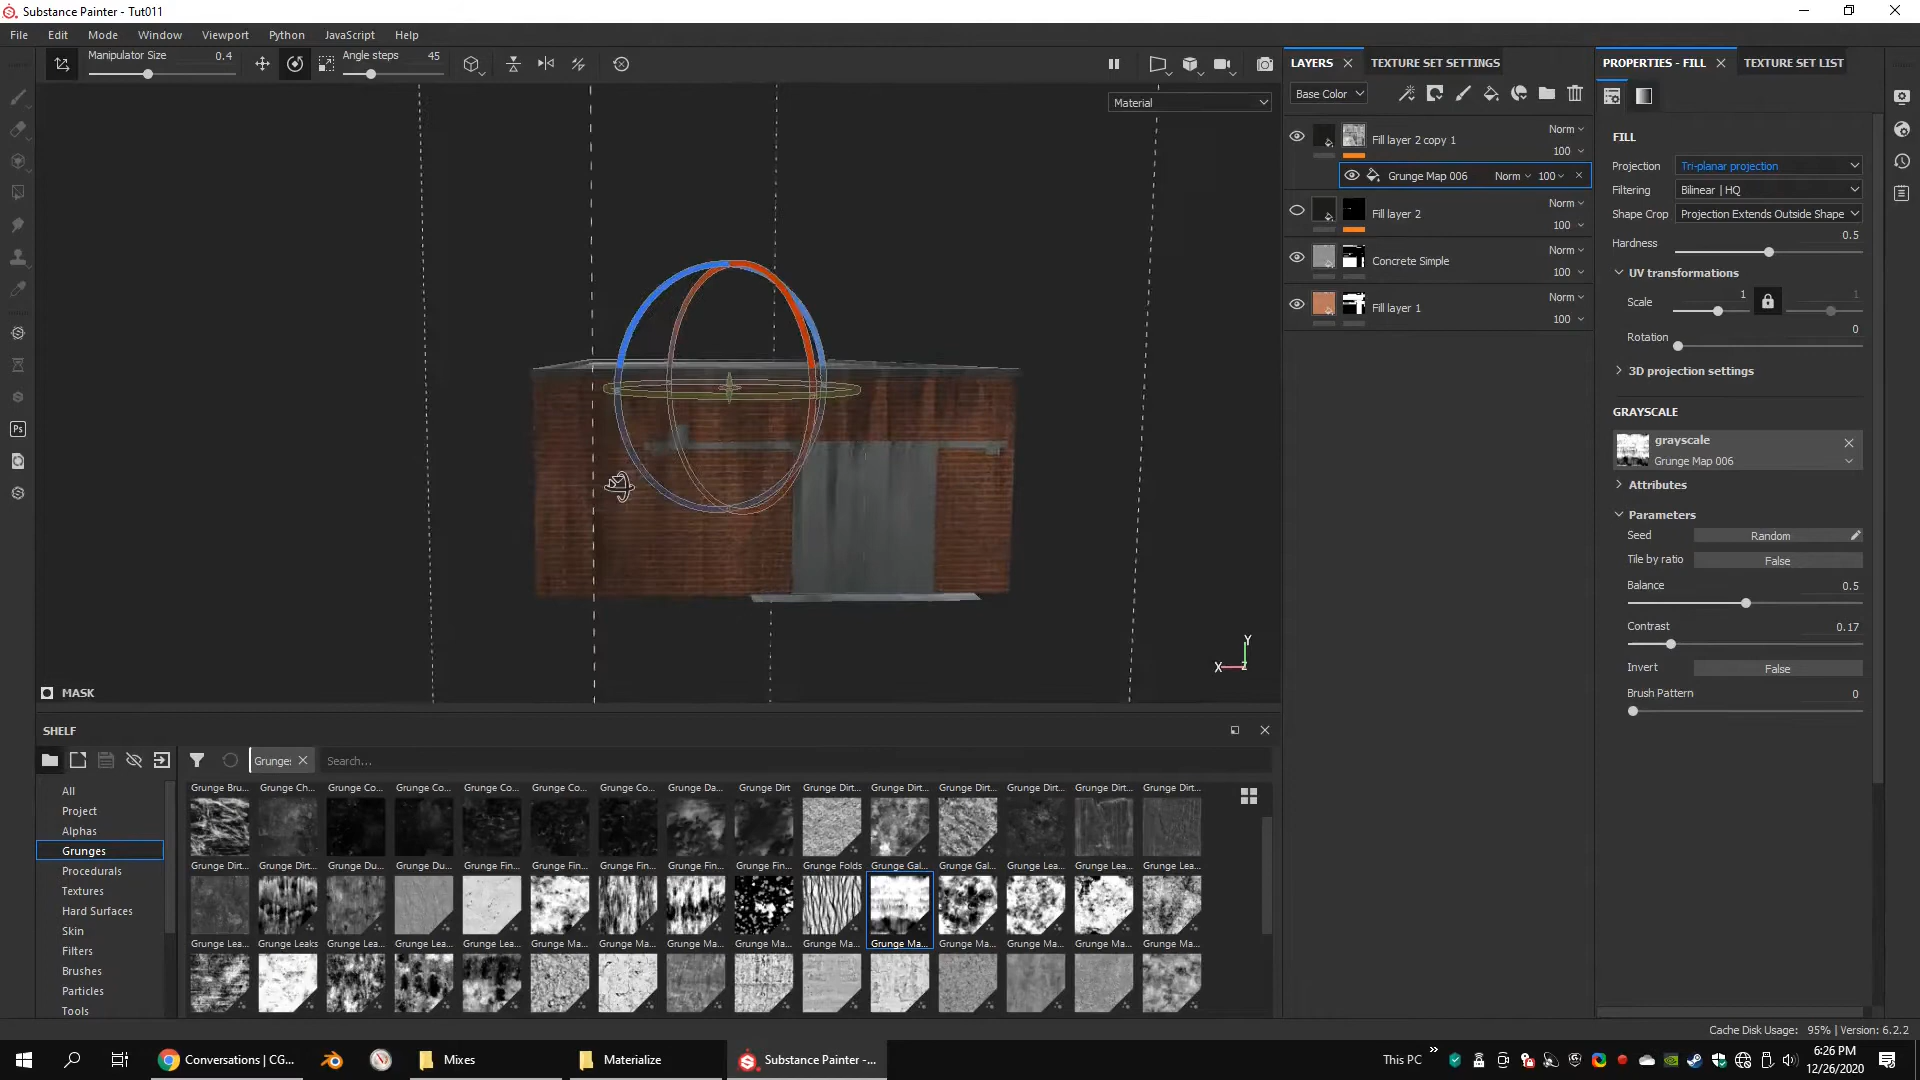 Substance Painter - Tut011
File Edit Mode Window Viewport Python JavaScript Help
Manipulator Size 0.4
Angle steps 45
Material
MASK
X Y Z
LAYERS TEXTURE SET SETTINGS
Base Color
Fill layer 2 copy 1 Norm 100
Grunge Map 006 Norm 100
Fill layer 2 Norm 100
Concrete Simple Norm 100
Fill layer 1 Norm 100
PROPERTIES - FILL TEXTURE SET LIST
FILL
Projection Tri-planar projection
Filtering Bilinear | HQ
Shape Crop Projection Extends Outside Shape
Hardness 0.5
UV transformations
Scale 1 1
Rotation 0
3D projection settings
GRAYSCALE
grayscale
Grunge Map 006
Attributes
Parameters
Seed Random
Tile by ratio False
Balance 0.5
Contrast 0.17
Invert False
Brush Pattern 0
Ps
SHELF
Grunges Search...
All
Project
Alphas
Grunges
Procedurals
Textures
Hard Surfaces
Skin
Filters
Brushes
Particles
Tools
Grunge Bru... Grunge Ch... Grunge Co... Grunge Co... Grunge Co... Grunge Co... Grunge Co... Grunge Da... Grunge Dirt Grunge Dirt... Grunge Dirt... Grunge Dirt... Grunge Dirt... Grunge Dirt... Grunge Dirt...
Grunge Dirt... Grunge Dirt... Grunge Du... Grunge Du... Grunge Fin... Grunge Fin... Grunge Fin... Grunge Fin... Grunge Fin... Grunge Folds Grunge Gal... Grunge Gal... Grunge Lea... Grunge Lea... Grunge Lea...
Grunge Lea... Grunge Leaks Grunge Lea... Grunge Lea... Grunge Lea... Grunge Ma... Grunge Ma... Grunge Ma... Grunge Ma... Grunge Ma... Grunge Ma... Grunge Ma... Grunge Ma... Grunge Ma... Grunge Ma...
Cache Disk Usage: 95% | Version: 6.2.2
Conversations | CG... Mixes Materialize Substance Painter -...
This PC
6:26 PM
12/26/2020